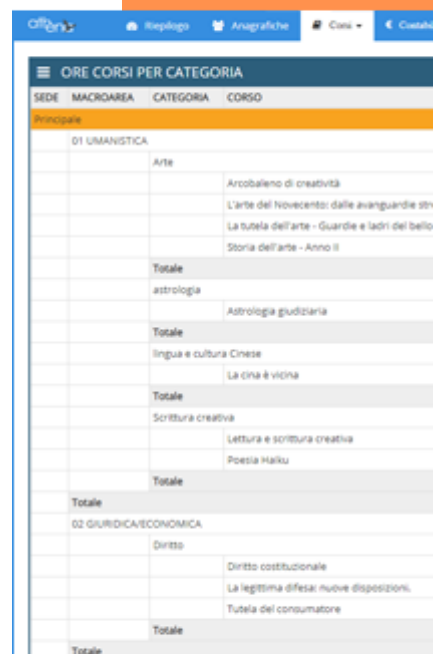 Riepilogo Anagrafiche Corsi € Contabi
ORE CORSI PER CATEGORIA
SEDE MACROAREA CATEGORIA CORSO
Principale
01 UMANISTICA
Arte
Arcobaleno di creatività
L'arte del Novecento: dalle avanguardie stro
La tutela dell'arte - Guardie e ladri del bello
Storia dell'arte - Anno II
Totale
astrologia
Astrologia giudiziaria
Totale
lingua e cultura Cinese
La cina è vicina
Totale
Scrittura creativa
Lettura e scrittura creativa
Poesia Haiku
Totale
Totale
02 GIURIDICA/ECONOMICA
Diritto
Diritto costituzionale
La legittima difesa: nuove disposizioni.
Tutela del consumatore
Totale
Totale